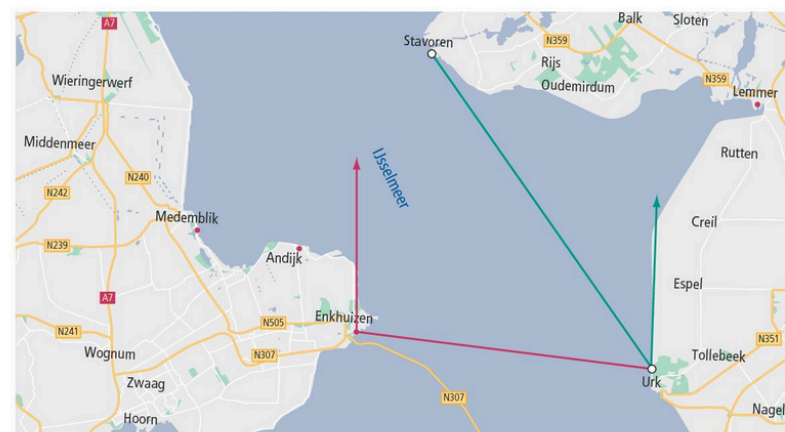 A7
Balk
Sloten
Stavoren
N359
Rijs
Oudemirdum
N359
Lemmer
Wieringerwerf
Middenmeer
N240
N242
Medemblik
N239
Andijk
IJsselmeer
Rutten
Creil
Espel
A7
Enkhuizen
N505
N241
N307
Wognum
Zwaag
Hoorn
N307
N351
Tollebeek
Urk
Nagel